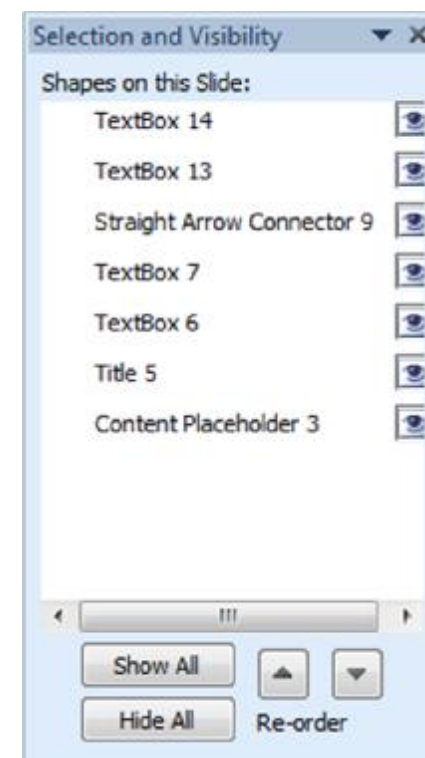 Selection and Visibility
Shapes on this Slide:
TextBox 14
TextBox 13
Straight Arrow Connector 9
TextBox 7
TextBox 6
Title 5
Content Placeholder 3
Show All
Hide All
Re-order